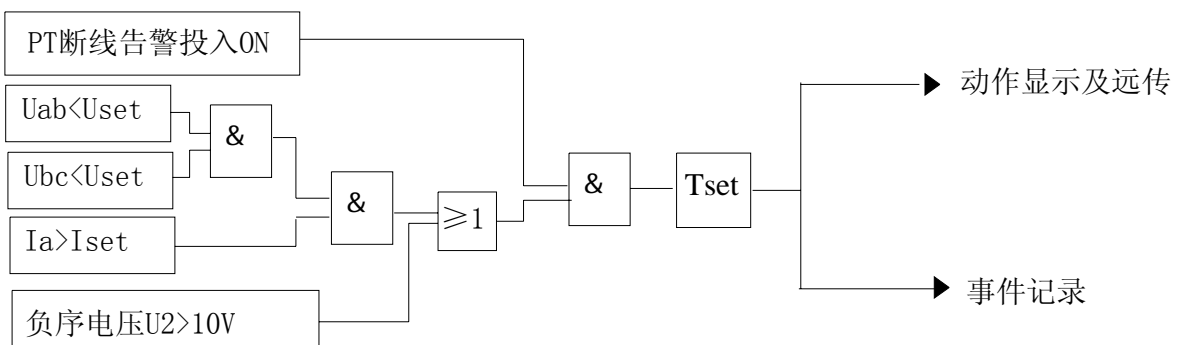 PT断线告警投入ON
Uab<Uset
&
Ubc<Uset
&
Ia>Iset
≥1
负序电压U2>10V
&
Tset
动作显示及远传
事件记录